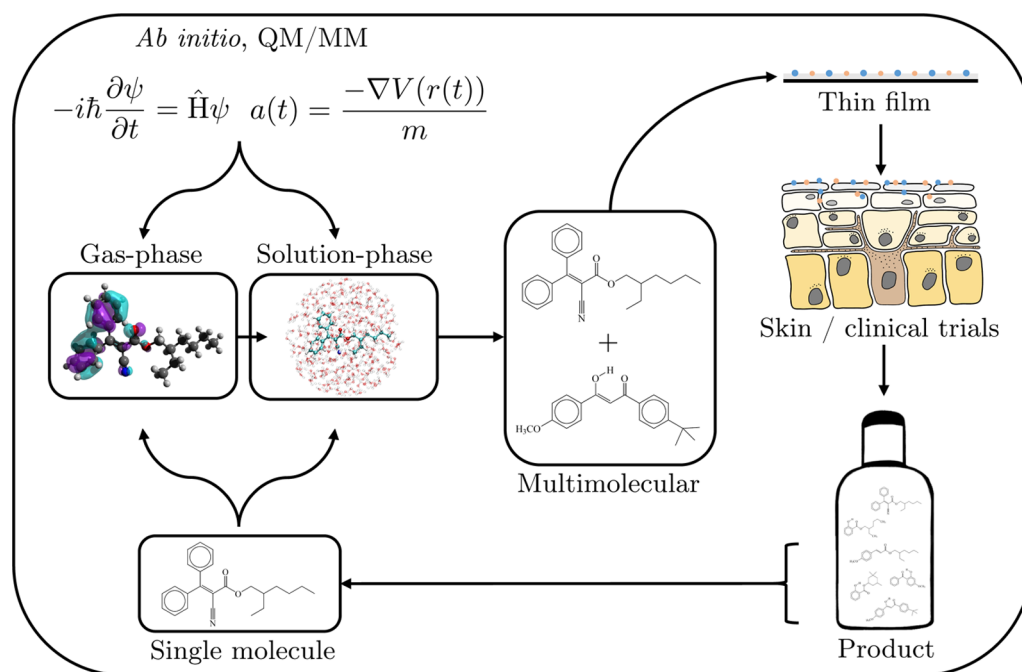 Ab initio, QM/MM
−iħ ∂ψ/∂t = Ĥψ a(t) = −∇V(r(t))/m
Thin film
Gas-phase
Solution-phase
Skin / clinical trials
O
O
N
+
O H O
H₃CO
Multimolecular
O
O
N
Single molecule
Product